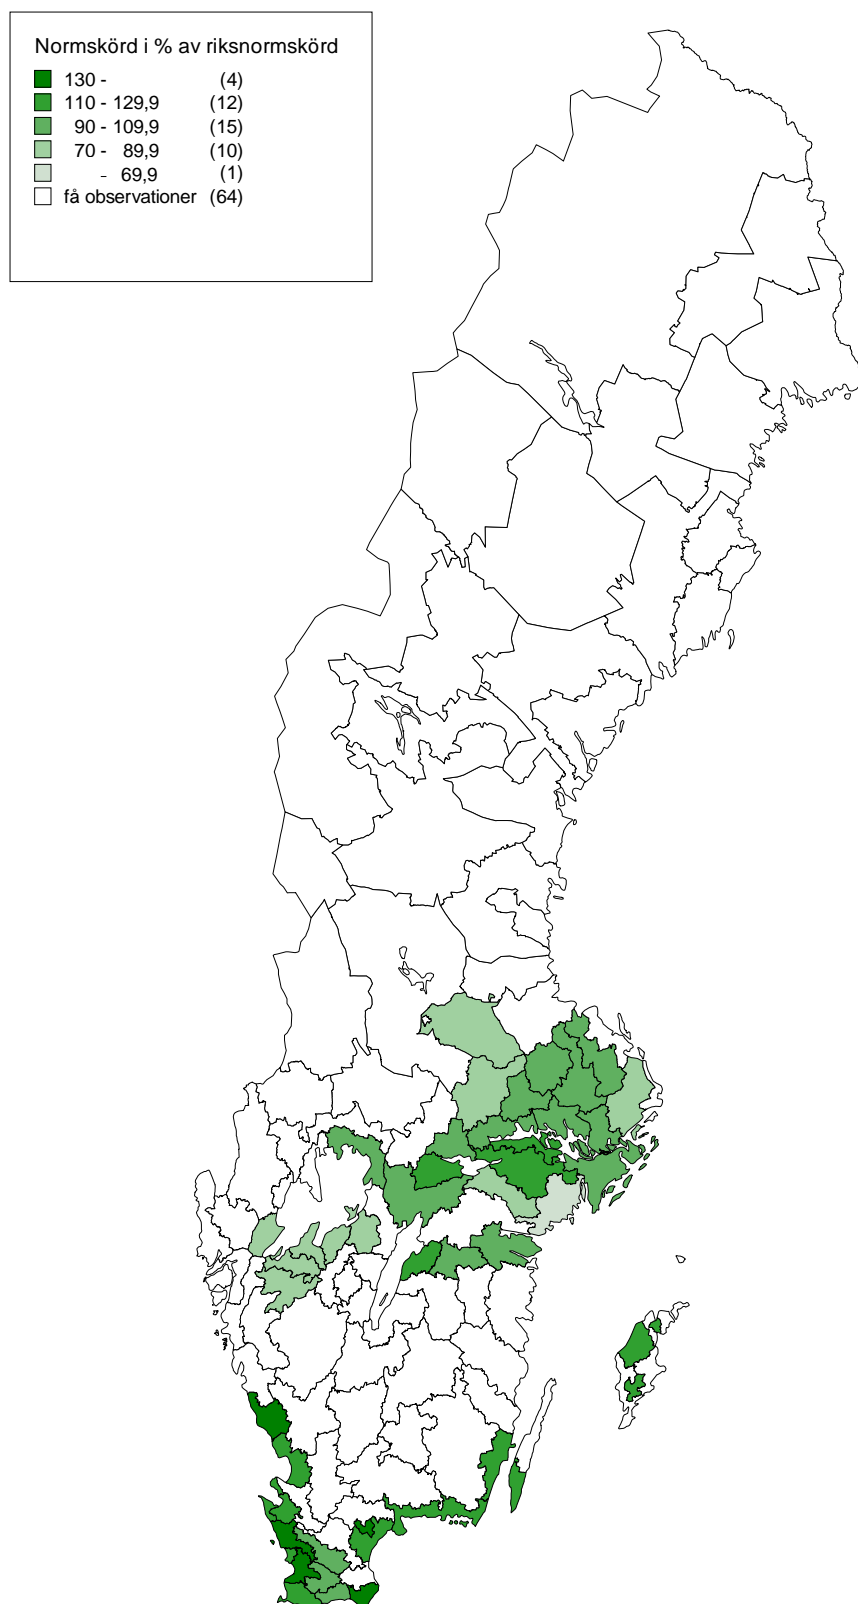 Normskörd i % av riksnormskörd
130 - (4)
110 - 129,9 (12)
90 - 109,9 (15)
70 - 89,9 (10)
- 69,9 (1)
få observationer (64)